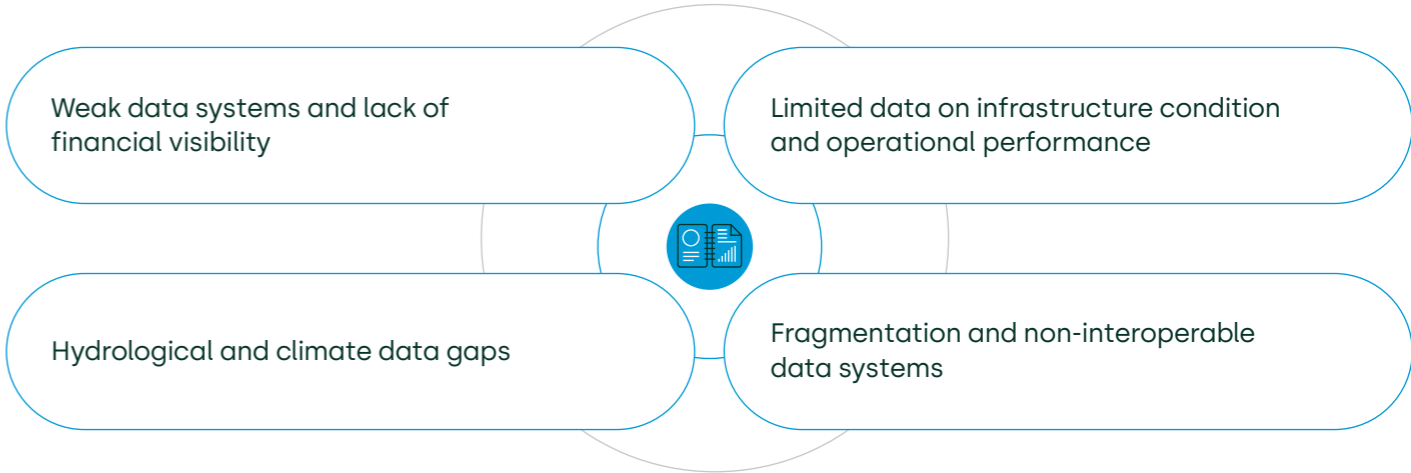 Weak data systems and lack of
financial visibility
Limited data on infrastructure condition
and operational performance
Hydrological and climate data gaps
Fragmentation and non-interoperable
data systems